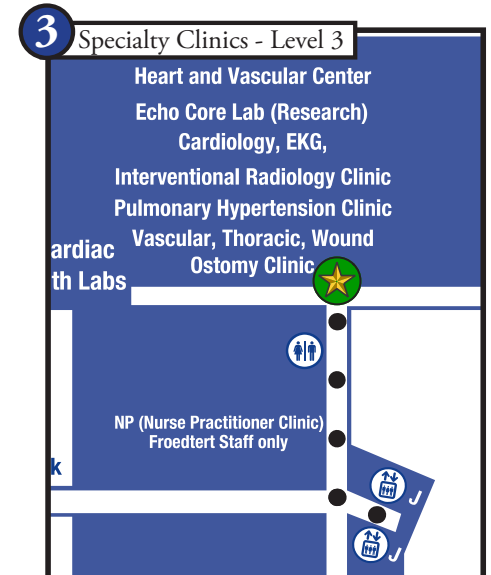 3
Specialty Clinics - Level 3
Heart and Vascular Center
Echo Core Lab (Research)
Cardiology, EKG,
Interventional Radiology Clinic
Pulmonary Hypertension Clinic
Vascular, Thoracic, Wound
Ostomy Clinic
ardiac
th Labs
NP (Nurse Practitioner Clinic)
Froedtert Staff only
k
J
J